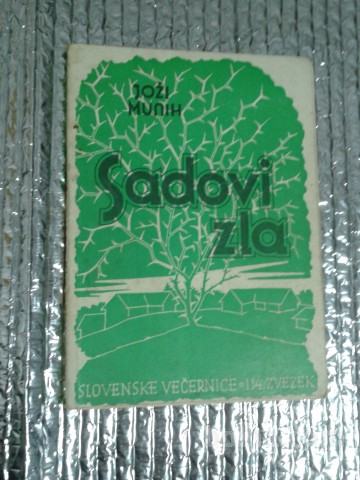 JOŽI
MUNIH
Sadovi
zla
SLOVENSKE VEČERNICE • 114. ZVEZEK